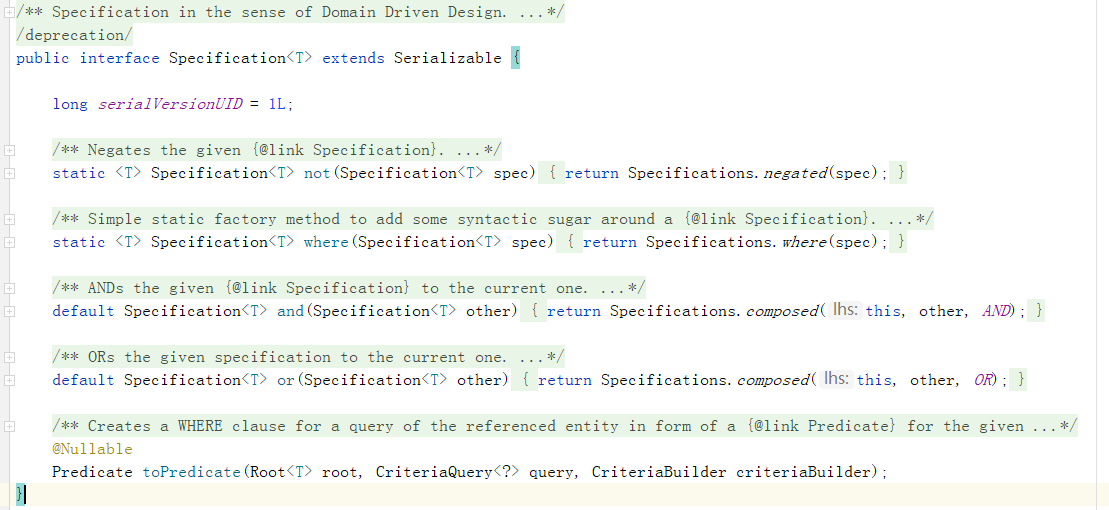 /** Specification in the sense of Domain Driven Design. ...*/
/deprecation/
public interface Specification<T> extends Serializable {
long serialVersionUID = 1L;
/** Negates the given {@link Specification}. ...*/
static <T> Specification<T> not(Specification<T> spec) { return Specifications.negated(spec); }
/** Simple static factory method to add some syntactic sugar around a {@link Specification}. ...*/
static <T> Specification<T> where(Specification<T> spec) { return Specifications.where(spec); }
/** ANDs the given {@link Specification} to the current one. ...*/
default Specification<T> and(Specification<T> other) { return Specifications.composed( lhs: this, other, AND); }
/** ORs the given specification to the current one. ...*/
default Specification<T> or(Specification<T> other) { return Specifications.composed( lhs: this, other, OR); }
/** Creates a WHERE clause for a query of the referenced entity in form of a {@link Predicate} for the given ...*/
@Nullable
Predicate toPredicate(Root<T> root, CriteriaQuery<?> query, CriteriaBuilder criteriaBuilder);
}